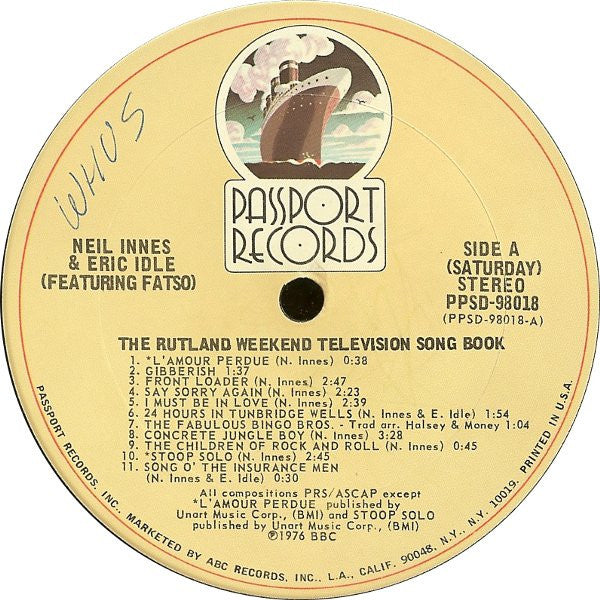 WHUS
PASSPORT
RECORDS
NEIL INNES
& ERIC IDLE
(FEATURING FATSO)
SIDE A
(SATURDAY)
STEREO
PPSD-98018
(PPSD-98018-A)
THE RUTLAND WEEKEND TELEVISION SONG BOOK
1. *L'AMOUR PERDUE (N. Innes) 0:38
2. GIBBERISH 1:37
3. FRONT LOADER (N. Innes) 2:47
4. SAY SORRY AGAIN (N. Innes) 2:23
5. I MUST BE IN LOVE (N. Innes) 2:39
6. 24 HOURS IN TUNBRIDGE WELLS (N. Innes & E. Idle) 1:54
7. THE FABULOUS BINGO BROS. - Trad arr. Halsey & Money 1:04
8. CONCRETE JUNGLE BOY (N. Innes) 3:28
9. THE CHILDREN OF ROCK AND ROLL (N. Innes) 0:45
10. *STOOP SOLO (N. Innes) 2:45
11. SONG O' THE INSURANCE MEN
(N. Innes & E. Idle) 0:30
All compositions PRS/ASCAP except
*L'AMOUR PERDUE published by
Unart Music Corp., (BMI) and STOOP SOLO
published by Unart Music Corp., (BMI)
℗1976 BBC
PASSPORT RECORDS, INC., MARKETED BY ABC RECORDS, INC., L.A., CALIF. 90048, N.Y., N.Y. 10019. PRINTED IN U.S.A.